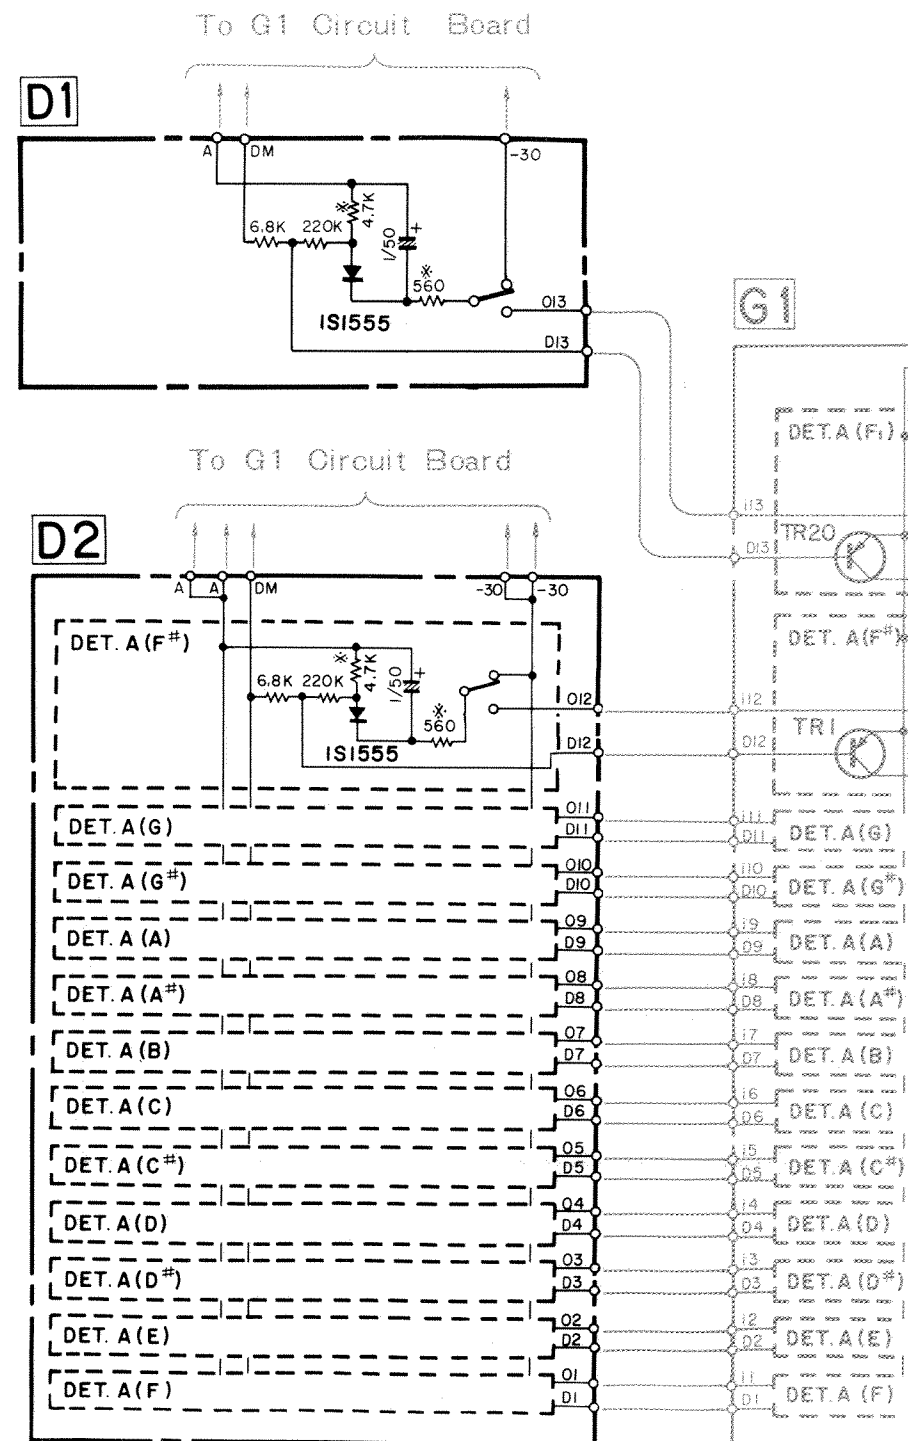 To G1 Circuit Board
D1
A DM -30
※
4.7K
6.8K 220K
1/50 +
※
560
1S1555
O13
D13
G1
DET.A(F1)
i13
TR20
D13
To G1 Circuit Board
D2
A A DM -30 -30
DET. A(F#)
※
4.7K
6.8K 220K
1/50 +
※
560
1S1555
O12
D12
DET. A(F#)
i12
TR1
D12
DET. A(G) O11 i11 DET. A(G)
D11 D11
DET. A(G#) O10 i10 DET. A(G#)
D10 D10
DET. A(A) O9 i9 DET. A(A)
D9 D9
DET. A(A#) O8 i8 DET. A(A#)
D8 D8
DET. A(B) O7 i7 DET. A(B)
D7 D7
DET. A(C) O6 i6 DET. A(C)
D6 D6
DET. A(C#) O5 i5 DET. A(C#)
D5 D5
DET. A(D) O4 i4 DET. A(D)
D4 D4
DET. A(D#) O3 i3 DET. A(D#)
D3 D3
DET. A(E) O2 i2 DET. A(E)
D2 D2
DET. A(F) O1 i1 DET. A(F)
D1 D1